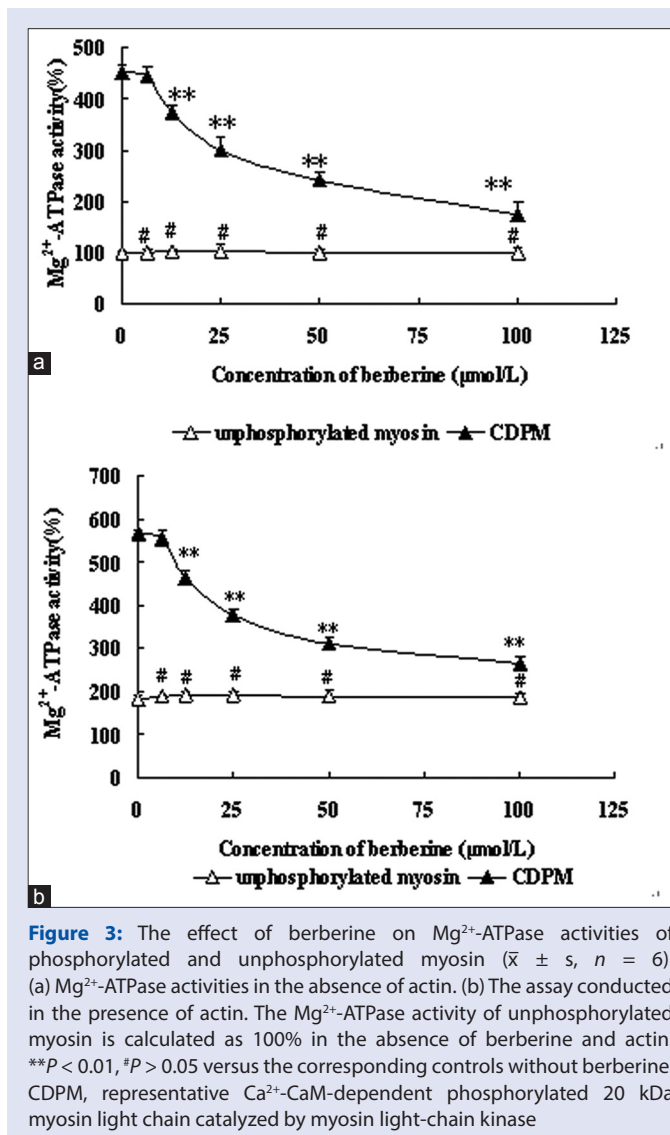 500
400
300
200
100
0
Mg2+-ATPase activity(%)
**
**
**
**
# # # # #
0 25 50 75 100 125
Concentration of berberine (μmol/L)
a
unphosphorylated myosin CDPM
700
600
500
400
300
200
100
0
Mg2+-ATPase activity(%)
**
**
**
**
# # # # #
0 25 50 75 100 125
Concentration of berberine (μmol/L)
unphosphorylated myosin CDPM
b
Figure 3: The effect of berberine on Mg2+-ATPase activities of
phosphorylated and unphosphorylated myosin (x̄ ± s, n = 6)
(a) Mg2+-ATPase activities in the absence of actin. (b) The assay conducted
in the presence of actin. The Mg2+-ATPase activity of unphosphorylated
myosin is calculated as 100% in the absence of berberine and actin
**P < 0.01, #P > 0.05 versus the corresponding controls without berberine
CDPM, representative Ca2+-CaM-dependent phosphorylated 20 kDa
myosin light chain catalyzed by myosin light-chain kinase